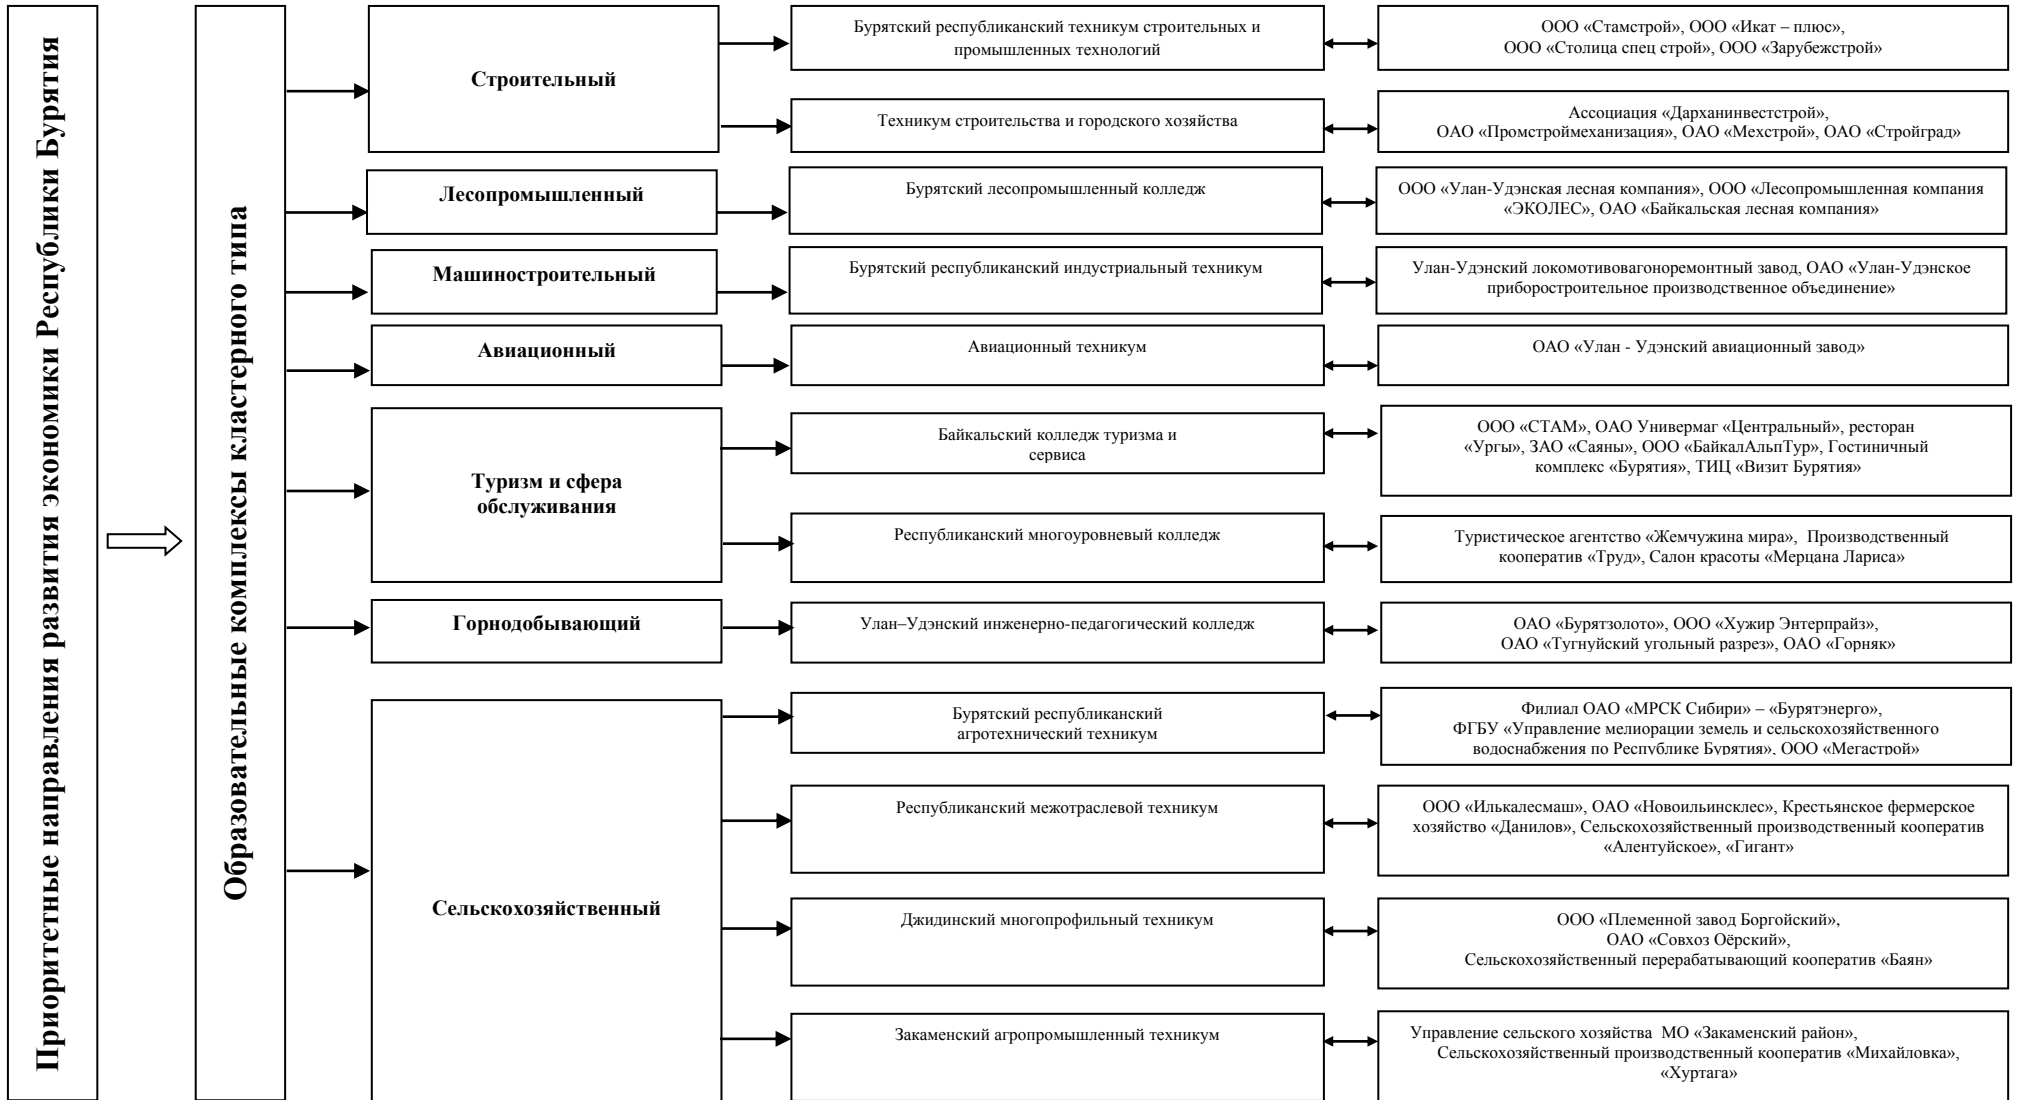 Приоритетные направления развития экономики Республики Бурятия
Образовательные комплексы кластерного типа
Строительный
Бурятский республиканский техникум строительных и
промышленных технологий
ООО «Стамстрой», ООО «Икат – плюс»,
ООО «Столица спец строй», ООО «Зарубежстрой»
Техникум строительства и городского хозяйства
Ассоциация «Дарханинвестстрой»,
ОАО «Промстроймеханизация», ОАО «Мехстрой», ОАО «Стройград»
Лесопромышленный
Бурятский лесопромышленный колледж
ООО «Улан-Удэнская лесная компания», ООО «Лесопромышленная компания
«ЭКОЛЕС», ОАО «Байкальская лесная компания»
Машиностроительный
Бурятский республиканский индустриальный техникум
Улан-Удэнский локомотивовагоноремонтный завод, ОАО «Улан-Удэнское
приборостроительное производственное объединение»
Авиационный
Авиационный техникум
ОАО «Улан - Удэнский авиационный завод»
Туризм и сфера
обслуживания
Байкальский колледж туризма и
сервиса
ООО «СТАМ», ОАО Универмаг «Центральный», ресторан
«Ургы», ЗАО «Саяны», ООО «БайкалАльпТур», Гостиничный
комплекс «Бурятия», ТИЦ «Визит Бурятия»
Республиканский многоуровневый колледж
Туристическое агентство «Жемчужина мира», Производственный
кооператив «Труд», Салон красоты «Мерцана Лариса»
Горнодобывающий
Улан–Удэнский инженерно-педагогический колледж
ОАО «Бурятзолото», ООО «Хужир Энтерпрайз»,
ОАО «Тугнуйский угольный разрез», ОАО «Горняк»
Сельскохозяйственный
Бурятский республиканский
агротехнический техникум
Филиал ОАО «МРСК Сибири» – «Бурятэнерго»,
ФГБУ «Управление мелиорации земель и сельскохозяйственного
водоснабжения по Республике Бурятия», ООО «Мегастрой»
Республиканский межотраслевой техникум
ООО «Илькалесмаш», ОАО «Новоильинсклес», Крестьянское фермерское
хозяйство «Данилов», Сельскохозяйственный производственный кооператив
«Алентуйское», «Гигант»
Джидинский многопрофильный техникум
ООО «Племенной завод Боргойский»,
ОАО «Совхоз Оёрский»,
Сельскохозяйственный перерабатывающий кооператив «Баян»
Закаменский агропромышленный техникум
Управление сельского хозяйства МО «Закаменский район»,
Сельскохозяйственный производственный кооператив «Михайловка»,
«Хуртага»